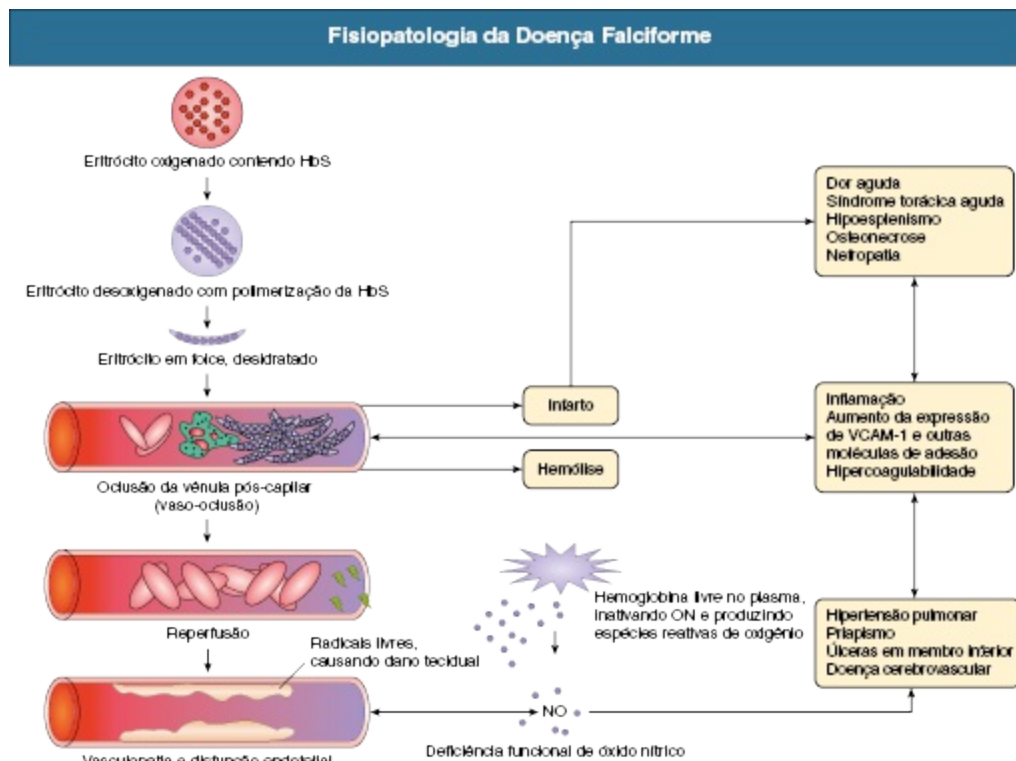 Fisiopatologia da Doença Falciforme
Eritrócito oxigenado contendo HbS
Eritrócito desoxigenado com polimerização da HbS
Eritrócito em foice, desidratado
Oclusão da vênula pós-capilar
(vaso-oclusão)
Reperfusão
Radicais livres,
causando dano tecidual
Vasculopatia e disfunção endotelial
Infarto
Hemólise
Hemoglobina livre no plasma,
inativando ON e produzindo
espécies reativas de oxigênio
NO
Deficiência funcional de óxido nítrico
Dor aguda
Síndrome torácica aguda
Hipoesplenismo
Osteonecrose
Nefropatia
Inflamação
Aumento da expressão
de VCAM-1 e outras
moléculas de adesão
Hipercoagulabilidade
Hipertensão pulmonar
Priapismo
Úlceras em membro inferior
Doença cerebrovascular